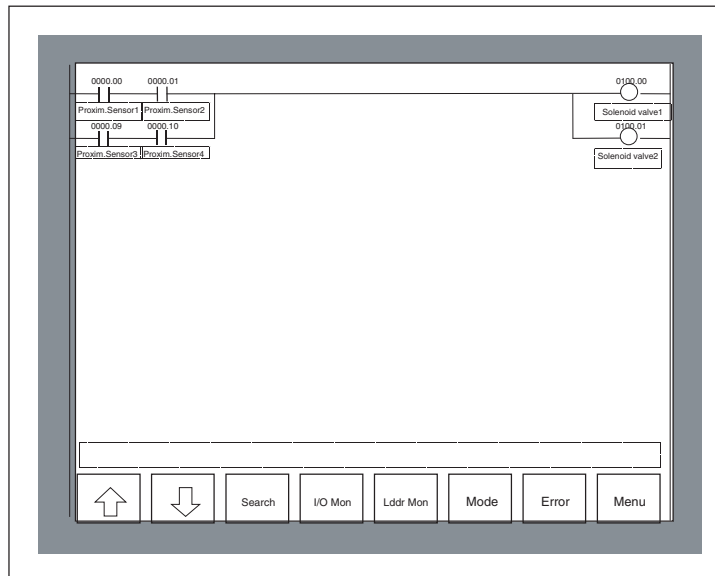 0000.00 0000.01 0100.00
Proxim.Sensor1 Proxim.Sensor2 Solenoid valve1
0000.09 0000.10 0100.01
Proxim.Sensor3 Proxim.Sensor4 Solenoid valve2
Search I/O Mon Lddr Mon Mode Error Menu